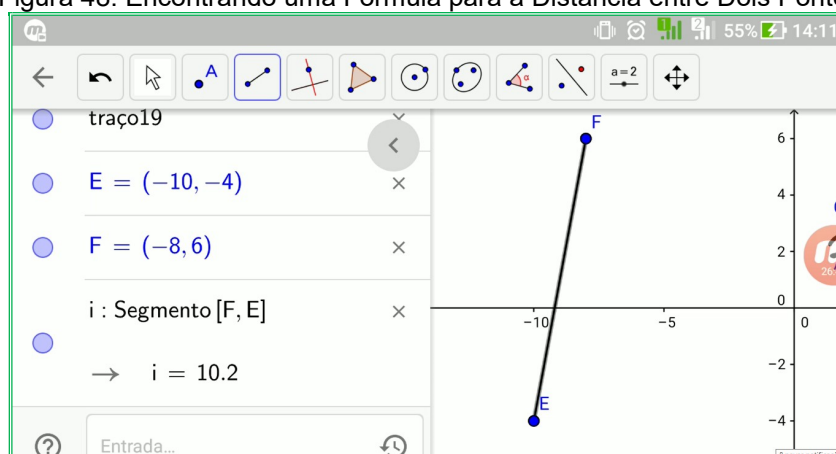 Figura 48. Encontrando uma Fórmula para a Distância entre Dois Ponto
55% 14:11
A
α
a=2
traço19
E = (−10,−4)
F = (−8,6)
i : Segmento [F, E]
→ i = 10.2
Entrada...
F
6
4
2
0
−10
−5
0
−2
E
−4